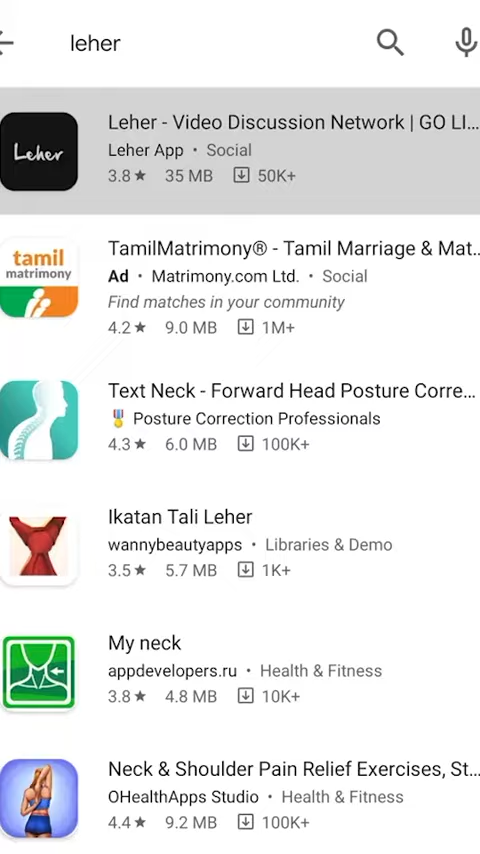 leher
Leher
Leher - Video Discussion Network | GO LI...
Leher App • Social
3.8★ 35 MB 50K+
tamil
matrimony
TamilMatrimony® - Tamil Marriage & Mat..
Ad • Matrimony.com Ltd. • Social
Find matches in your community
4.2★ 9.0 MB 1M+
Text Neck - Forward Head Posture Corre...
Posture Correction Professionals
4.3★ 6.0 MB 100K+
Ikatan Tali Leher
wannybeautyapps • Libraries & Demo
3.5★ 5.7 MB 1K+
My neck
appdevelopers.ru • Health & Fitness
3.8★ 4.8 MB 10K+
Neck & Shoulder Pain Relief Exercises, St...
OHealthApps Studio • Health & Fitness
4.4★ 9.2 MB 100K+